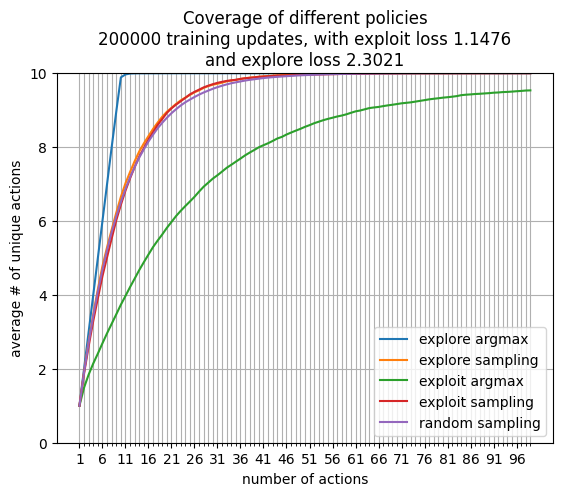 Coverage of different policies
200000 training updates, with exploit loss 1.1476
and explore loss 2.3021
10
8
6
4
2
0
average # of unique actions
explore argmax
explore sampling
exploit argmax
exploit sampling
random sampling
1 6 11 16 21 26 31 36 41 46 51 56 61 66 71 76 81 86 91 96
number of actions